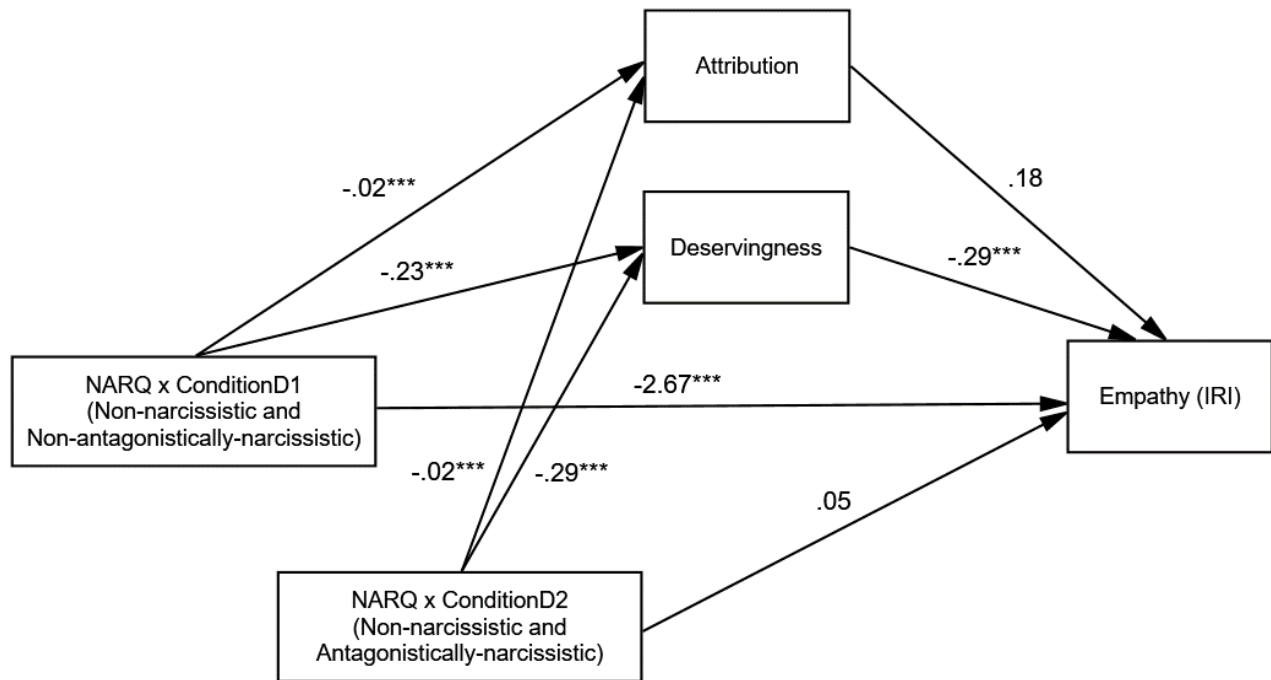 Attribution
-.02***
.18
Deservingness
-.23***
-.29***
NARQ x ConditionD1
(Non-narcissistic and
Non-antagonistically-narcissistic)
-2.67***
Empathy (IRI)
-.02***
-.29***
.05
NARQ x ConditionD2
(Non-narcissistic and
Antagonistically-narcissistic)